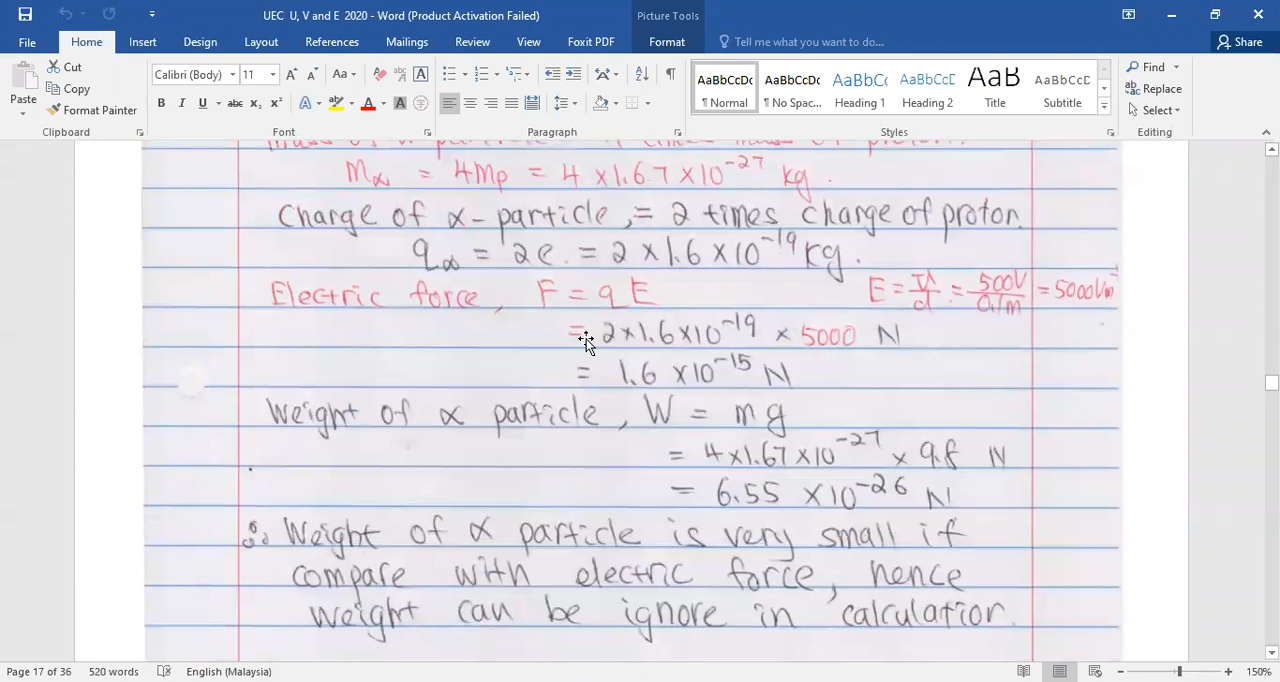 UEC U, V and E 2020 - Word (Product Activation Failed)
Picture Tools
File Home Insert Design Layout References Mailings Review View Foxit PDF Format Tell me what you want to do... Share
Paste Cut Copy Format Painter
Calibri (Body) 11
AaBbCcDc AaBbCcDc AaBbCc AaBbCcD AaB AaBbCcD
¶ Normal ¶ No Spac... Heading 1 Heading 2 Title Subtitle
Find Replace Select
Clipboard Font Paragraph Styles Editing
Mα = 4Mp = 4 × 1.67 × 10⁻²⁷ kg.
Charge of α-particle, = 2 times charge of proton.
qα = 2e. = 2 × 1.6 × 10⁻¹⁹ kg.
Electric force, F = qE E = V/d = 500V/0.1m = 5000Vm⁻¹
= 2 × 1.6 × 10⁻¹⁹ × 5000 N
= 1.6 × 10⁻¹⁵ N
Weight of α particle, W = mg
= 4 × 1.67 × 10⁻²⁷ × 9.8 N
= 6.55 × 10⁻²⁶ N
∴ Weight of α particle is very small if
compare with electric force, hence
weight can be ignore in calculation.
Page 17 of 36 520 words English (Malaysia) 150%